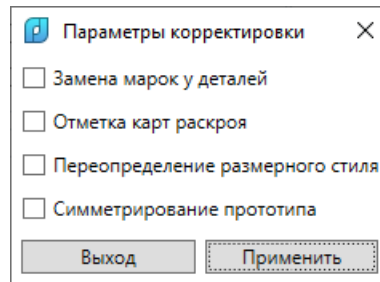 Параметры корректировки
Замена марок у деталей
Отметка карт раскроя
Переопределение размерного стиля
Симметрирование прототипа
Выход Применить